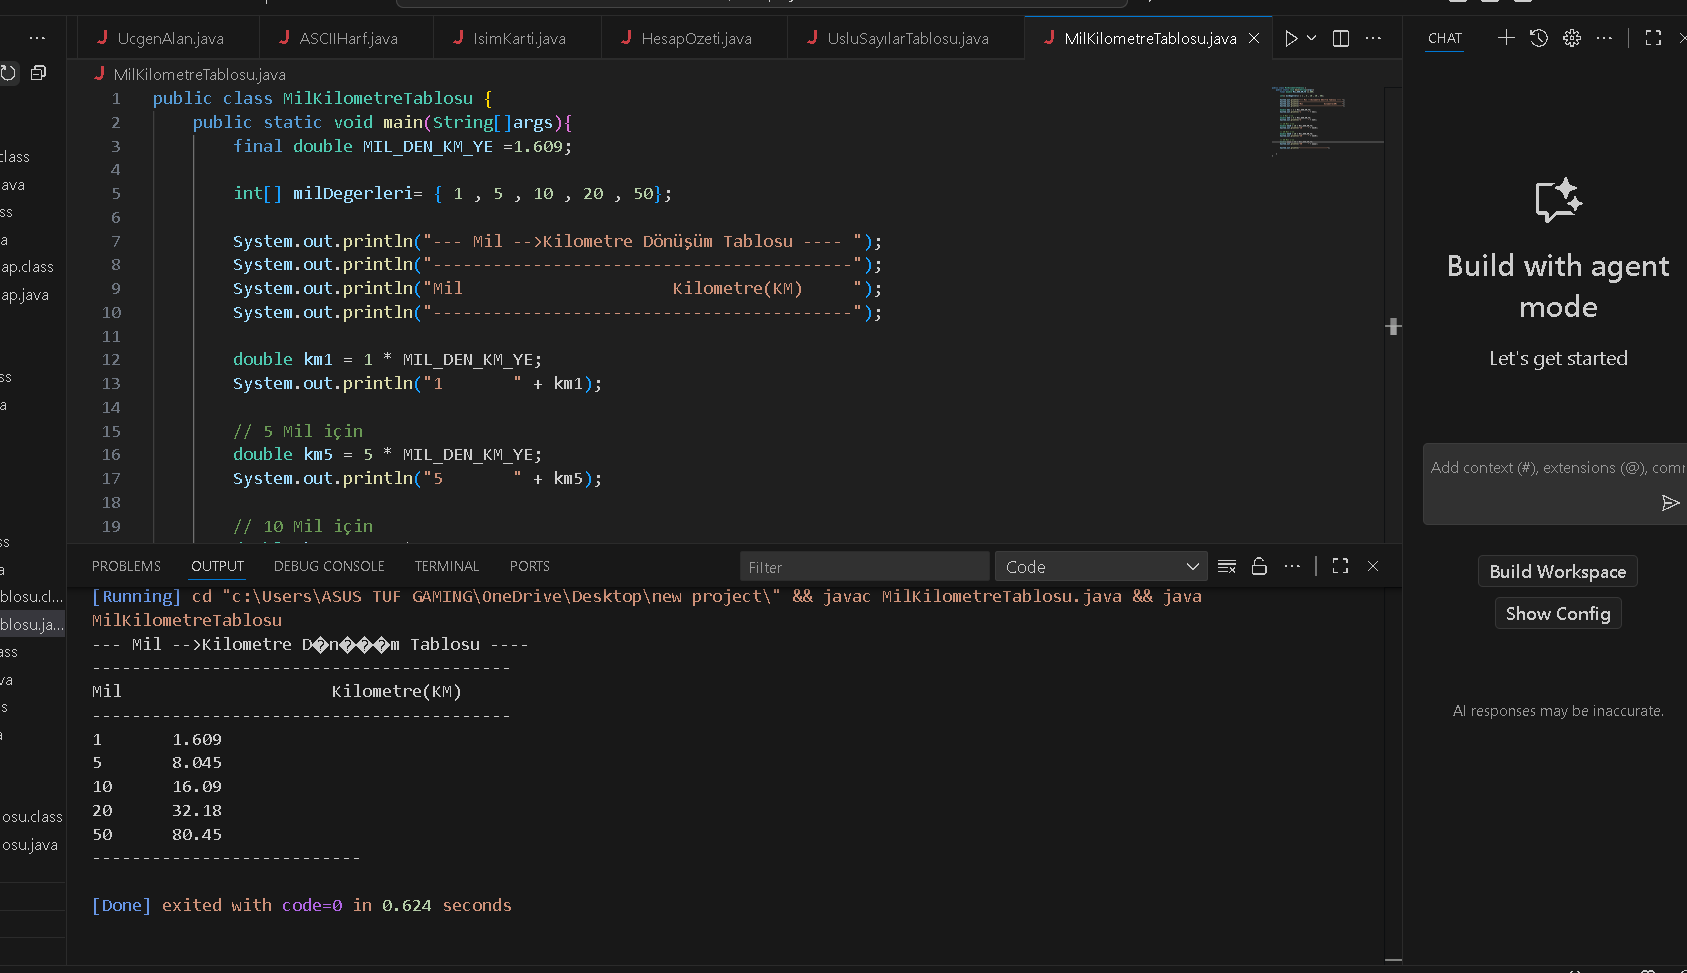 UcgenAlan.java ASCIIHarf.java IsimKarti.java HesapOzeti.java UsluSayılarTablosu.java MilKilometreTablosu.java
CHAT
MilKilometreTablosu.java
1 public class MilKilometreTablosu {
2 public static void main(String[]args){
3 final double MIL_DEN_KM_YE =1.609;
4
5 int[] milDegerleri= { 1 , 5 , 10 , 20 , 50};
6
7 System.out.println("--- Mil -->Kilometre Dönüşüm Tablosu ---- ");
8 System.out.println("------------------------------------------");
9 System.out.println("Mil                     Kilometre(KM)     ");
10 System.out.println("------------------------------------------");
11
12 double km1 = 1 * MIL_DEN_KM_YE;
13 System.out.println("1       " + km1);
14
15 // 5 Mil için
16 double km5 = 5 * MIL_DEN_KM_YE;
17 System.out.println("5       " + km5);
18
19 // 10 Mil için
class
ava
ss
a
ap.class
ap.java
ss
a
ss
a
blosu.cl...
blosu.ja...
ass
va
s
a
osu.class
osu.java
PROBLEMS OUTPUT DEBUG CONSOLE TERMINAL PORTS Filter Code
[Running] cd "c:\Users\ASUS TUF GAMING\OneDrive\Desktop\new project\" && javac MilKilometreTablosu.java && java
MilKilometreTablosu
--- Mil -->Kilometre D�n���m Tablosu ----
------------------------------------------
Mil                     Kilometre(KM)
------------------------------------------
1       1.609
5       8.045
10      16.09
20      32.18
50      80.45
---------------------------
[Done] exited with code=0 in 0.624 seconds
Build with agent
mode
Let's get started
Add context (#), extensions (@), comm
Build Workspace
Show Config
AI responses may be inaccurate.